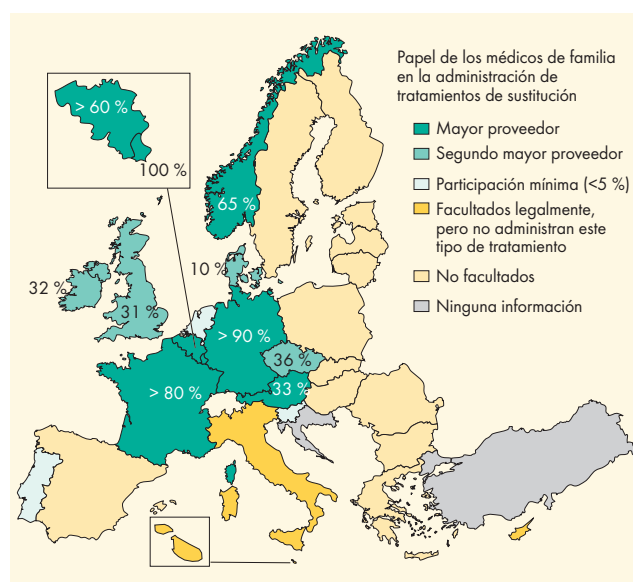 Papel de los médicos de familia
en la administración de
tratamientos de sustitución
Mayor proveedor
Segundo mayor proveedor
Participación mínima (<5 %)
Facultados legalmente,
pero no administran este
tipo de tratamiento
No facultados
Ninguna información
> 60 %
100 %
65 %
10 %
32 %
31 %
> 90 %
36 %
33 %
> 80 %